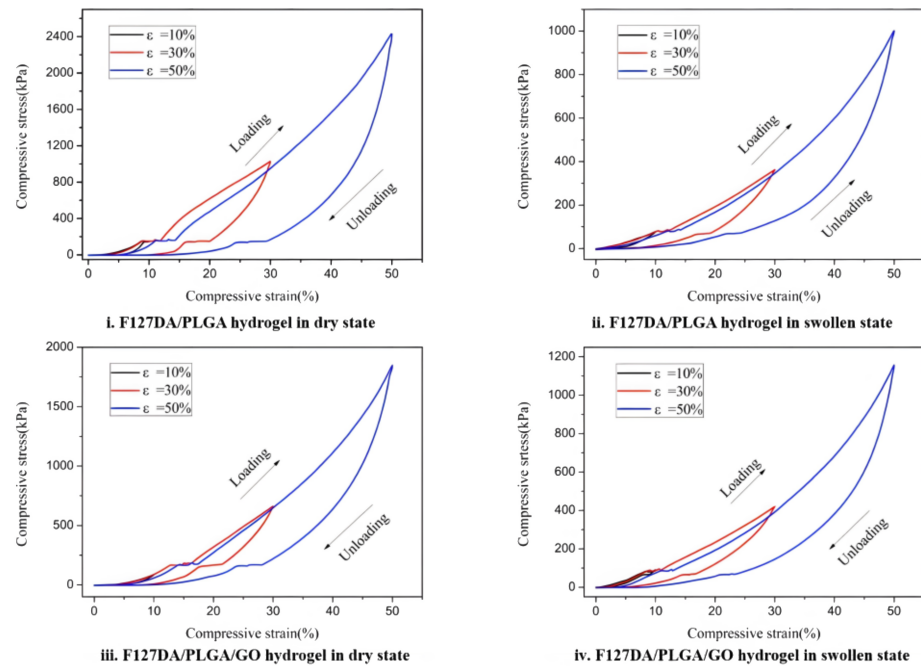 2400
2000
1600
1200
800
400
0
Compressive stress(kPa)
ε =10%
ε =30%
ε =50%
Loading
Unloading
0 10 20 30 40 50
Compressive strain(%)
i. F127DA/PLGA hydrogel in dry state
1000
800
600
400
200
0
Compressive stress(kPa)
ε =10%
ε =30%
ε =50%
Loading
Unloading
0 10 20 30 40 50
Compressive strain(%)
ii. F127DA/PLGA hydrogel in swollen state
2000
1500
1000
500
0
Compressive stress(kPa)
ε =10%
ε =30%
ε =50%
Loading
Unloading
0 10 20 30 40 50
Compressive strain(%)
iii. F127DA/PLGA/GO hydrogel in dry state
1200
1000
800
600
400
200
0
Compressive srtess(kPa)
ε =10%
ε =30%
ε =50%
Loading
Unloading
0 10 20 30 40 50
Compressive strain(%)
iv. F127DA/PLGA/GO hydrogel in swollen state